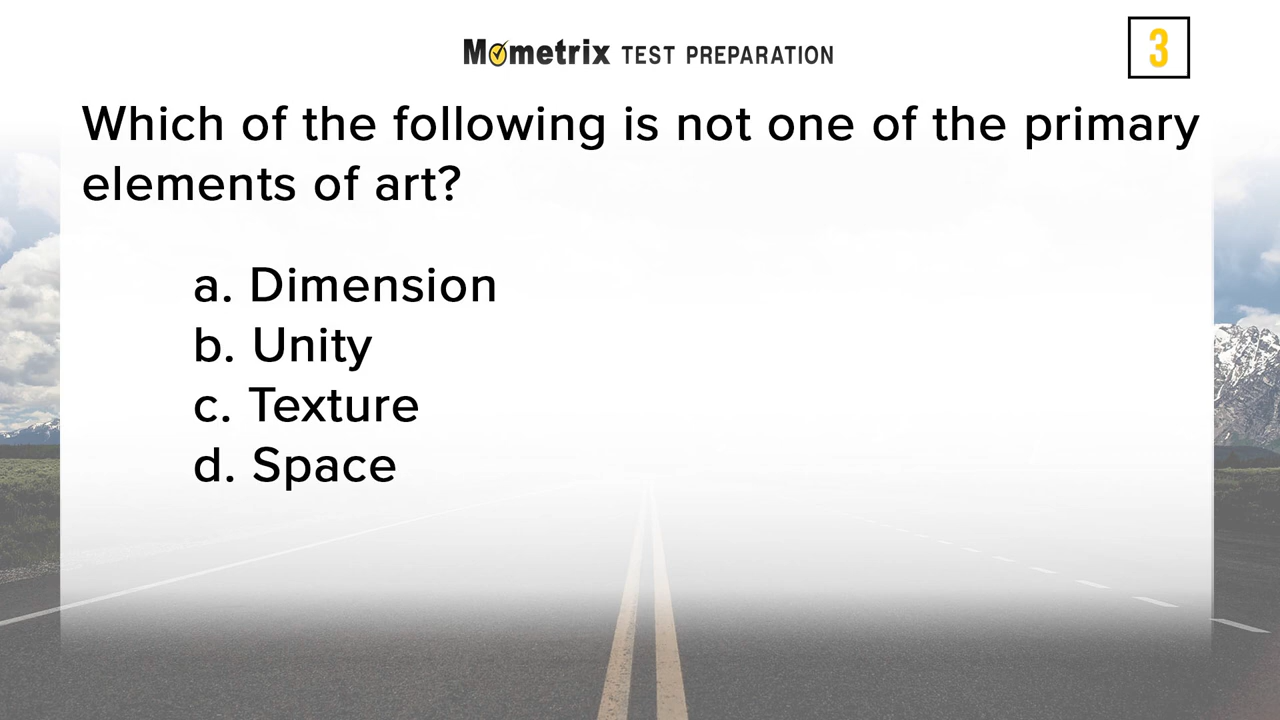 Mometrix TEST PREPARATION
3
Which of the following is not one of the primary
elements of art?
a. Dimension
b. Unity
c. Texture
d. Space